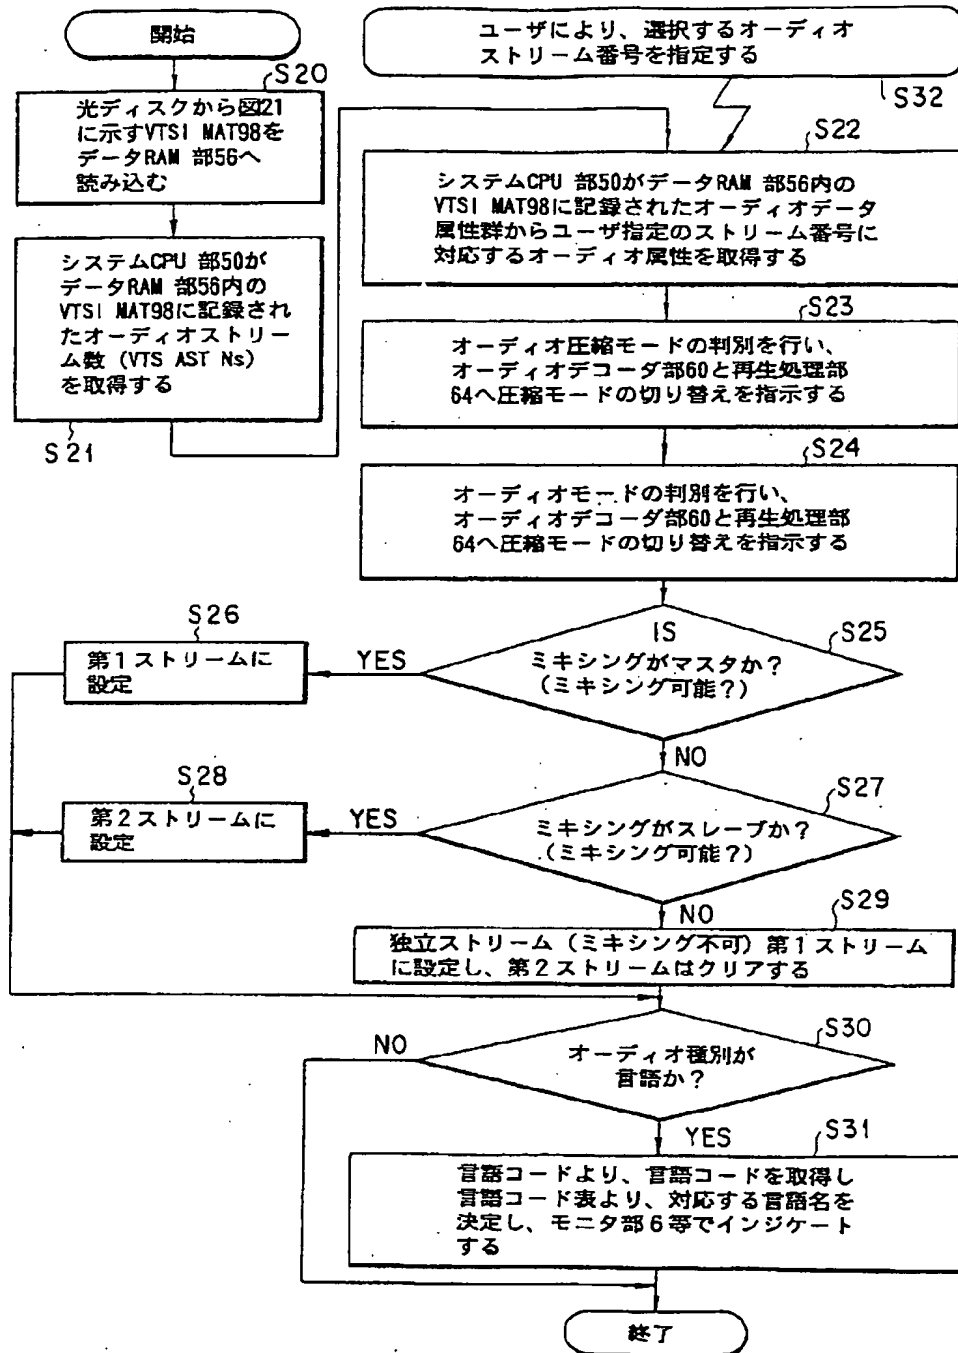 開始
S20
光ディスクから図21
に示すVTSI MAT98を
データRAM 部56へ
読み込む
システムCPU 部50が
データRAM 部56内の
VTSI MAT98に記録され
たオーディオストリー
ム数(VTS AST Ns)
を取得する
S21
ユーザにより、選択するオーディオ
ストリーム番号を指定する
S32
S22
システムCPU 部50がデータRAM 部56内の
VTSI MAT98に記録されたオーディオデータ
属性群からユーザ指定のストリーム番号に
対応するオーディオ属性を取得する
S23
オーディオ圧縮モードの判別を行い、
オーディオデコーダ部60と再生処理部
64へ圧縮モードの切り替えを指示する
S24
オーディオモードの判別を行い、
オーディオデコーダ部60と再生処理部
64へ圧縮モードの切り替えを指示する
S25
IS
ミキシングがマスタか?
(ミキシング可能?)
YES
S26
第1ストリームに
設定
NO
S27
ミキシングがスレーブか?
(ミキシング可能?)
YES
S28
第2ストリームに
設定
NO
S29
独立ストリーム(ミキシング不可)第1ストリーム
に設定し、第2ストリームはクリアする
S30
オーディオ種別が
言語か?
NO
YES
S31
言語コードより、言語コードを取得し
言語コード表より、対応する言語名を
決定し、モニタ部6等でインジケート
する
終了